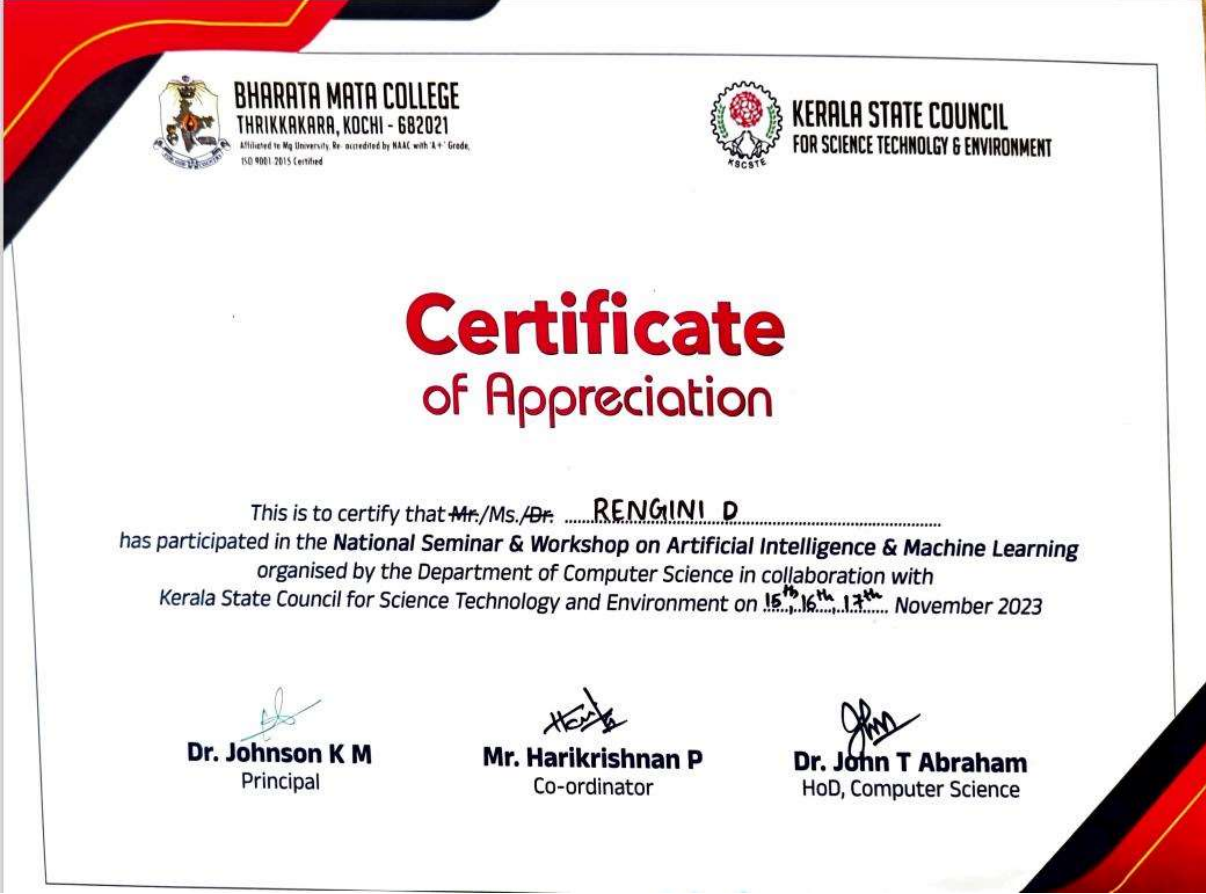 BHARATA MATA COLLEGE
THRIKKAKARA, KOCHI - 682021
Affiliated to Mg University, Re- accredited by NAAC with 'A+' Grade,
ISO 9001:2015 Certified
KERALA STATE COUNCIL
FOR SCIENCE TECHNOLGY & ENVIRONMENT
KSCSTE
Certificate
of Appreciation
This is to certify that Mr./Ms./Dr. RENGINI D
has participated in the National Seminar & Workshop on Artificial Intelligence & Machine Learning
organised by the Department of Computer Science in collaboration with
Kerala State Council for Science Technology and Environment on 15th, 16th, 17th November 2023
Dr. Johnson K M
Principal
Mr. Harikrishnan P
Co-ordinator
Dr. John T Abraham
HoD, Computer Science